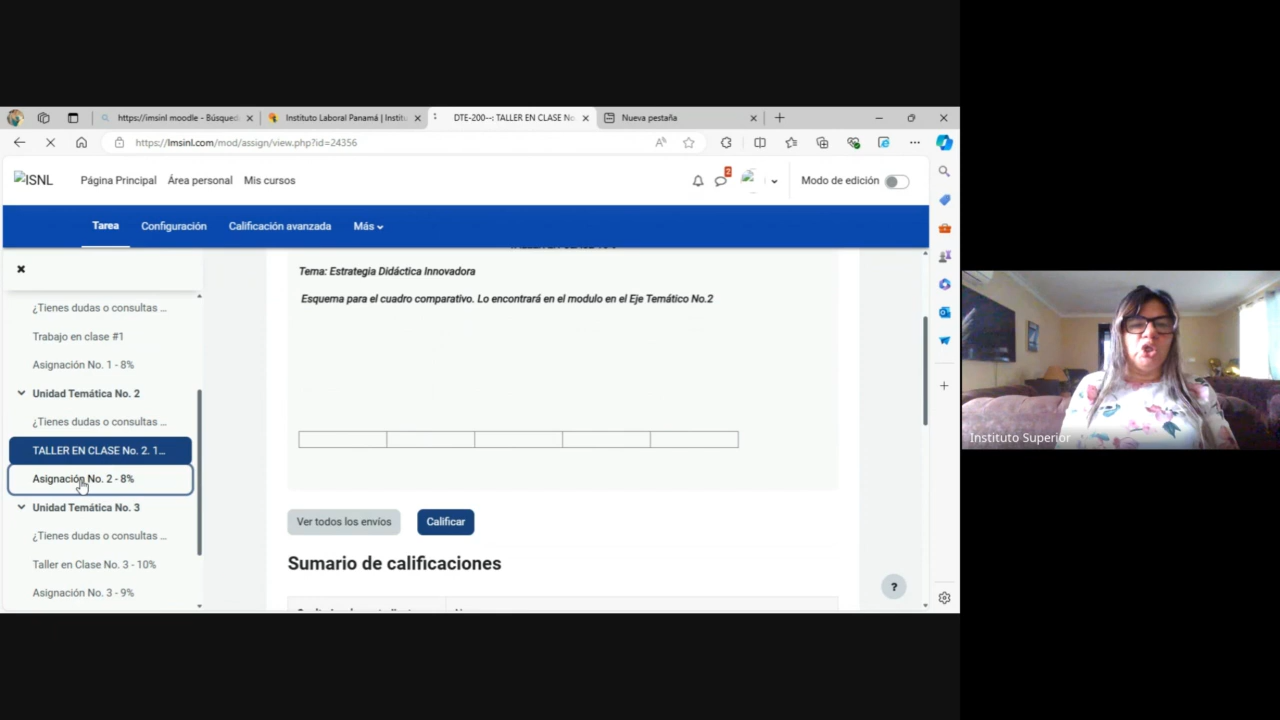 https://imsinl moodle - Búsqued
Instituto Laboral Panamá | Institu
DTE-200--: TALLER EN CLASE No
Nueva pestaña
https://lmsinl.com/mod/assign/view.php?id=24356
ISNL
Página Principal
Área personal
Mis cursos
2
Modo de edición
Tarea
Configuración
Calificación avanzada
Más
¿Tienes dudas o consultas ...
Trabajo en clase #1
Asignación No. 1 - 8%
Unidad Temática No. 2
¿Tienes dudas o consultas ...
TALLER EN CLASE No. 2. 1...
Asignación No. 2 - 8%
Unidad Temática No. 3
¿Tienes dudas o consultas ...
Taller en Clase No. 3 - 10%
Asignación No. 3 - 9%
Tema: Estrategia Didáctica Innovadora
Esquema para el cuadro comparativo. Lo encontrará en el modulo en el Eje Temático No.2
Ver todos los envíos
Calificar
Sumario de calificaciones
?
Instituto Superior